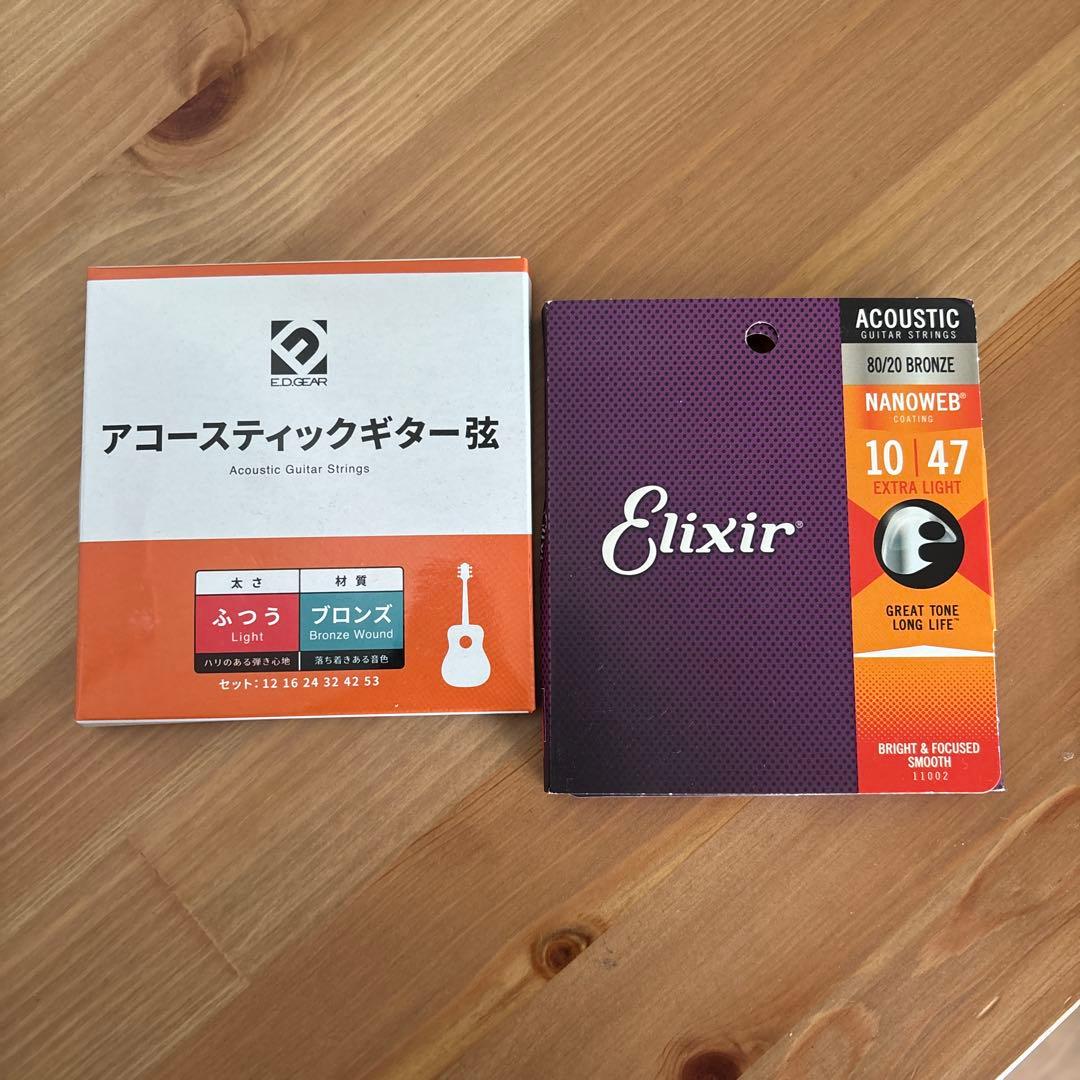 E.D.GEAR
アコースティックギター弦
Acoustic Guitar Strings
太さ 材質
ふつう ブロンズ
Light Bronze Wound
ハリのある弾き心地 落ち着きある音色
セット: 12 16 24 32 42 53
Elixir®
ACOUSTIC
GUITAR STRINGS
80/20 BRONZE
NANOWEB®
COATING
10 | 47
EXTRA LIGHT
GREAT TONE
LONG LIFE™
BRIGHT & FOCUSED
SMOOTH
11002